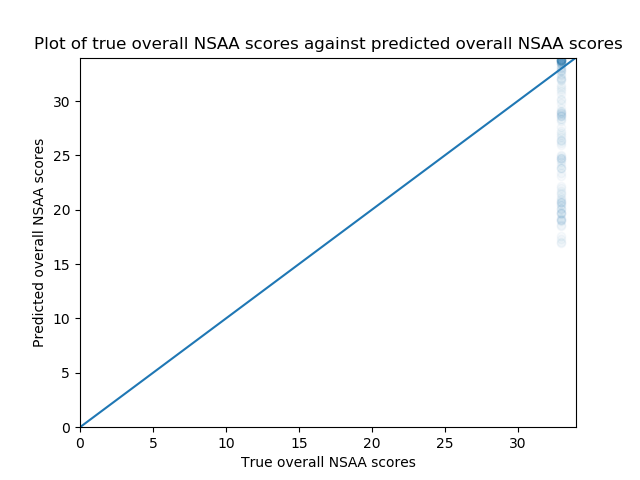 Plot of true overall NSAA scores against predicted overall NSAA scores
Predicted overall NSAA scores
30
25
20
15
10
5
0
0 5 10 15 20 25 30
True overall NSAA scores